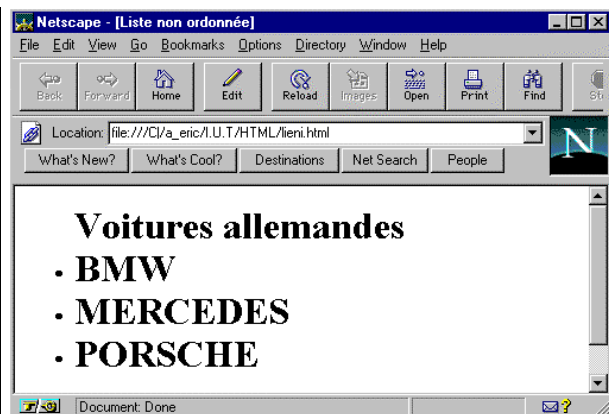 Netscape - [Liste non ordonnée]
File Edit View Go Bookmarks Options Directory Window Help
Back Forward Home Edit Reload Images Open Print Find
Location: file:///C|/a_eric/I.U.T/HTML/lieni.html
N
What's New? What's Cool? Destinations Net Search People
Voitures allemandes
• BMW
• MERCEDES
• PORSCHE
Document: Done